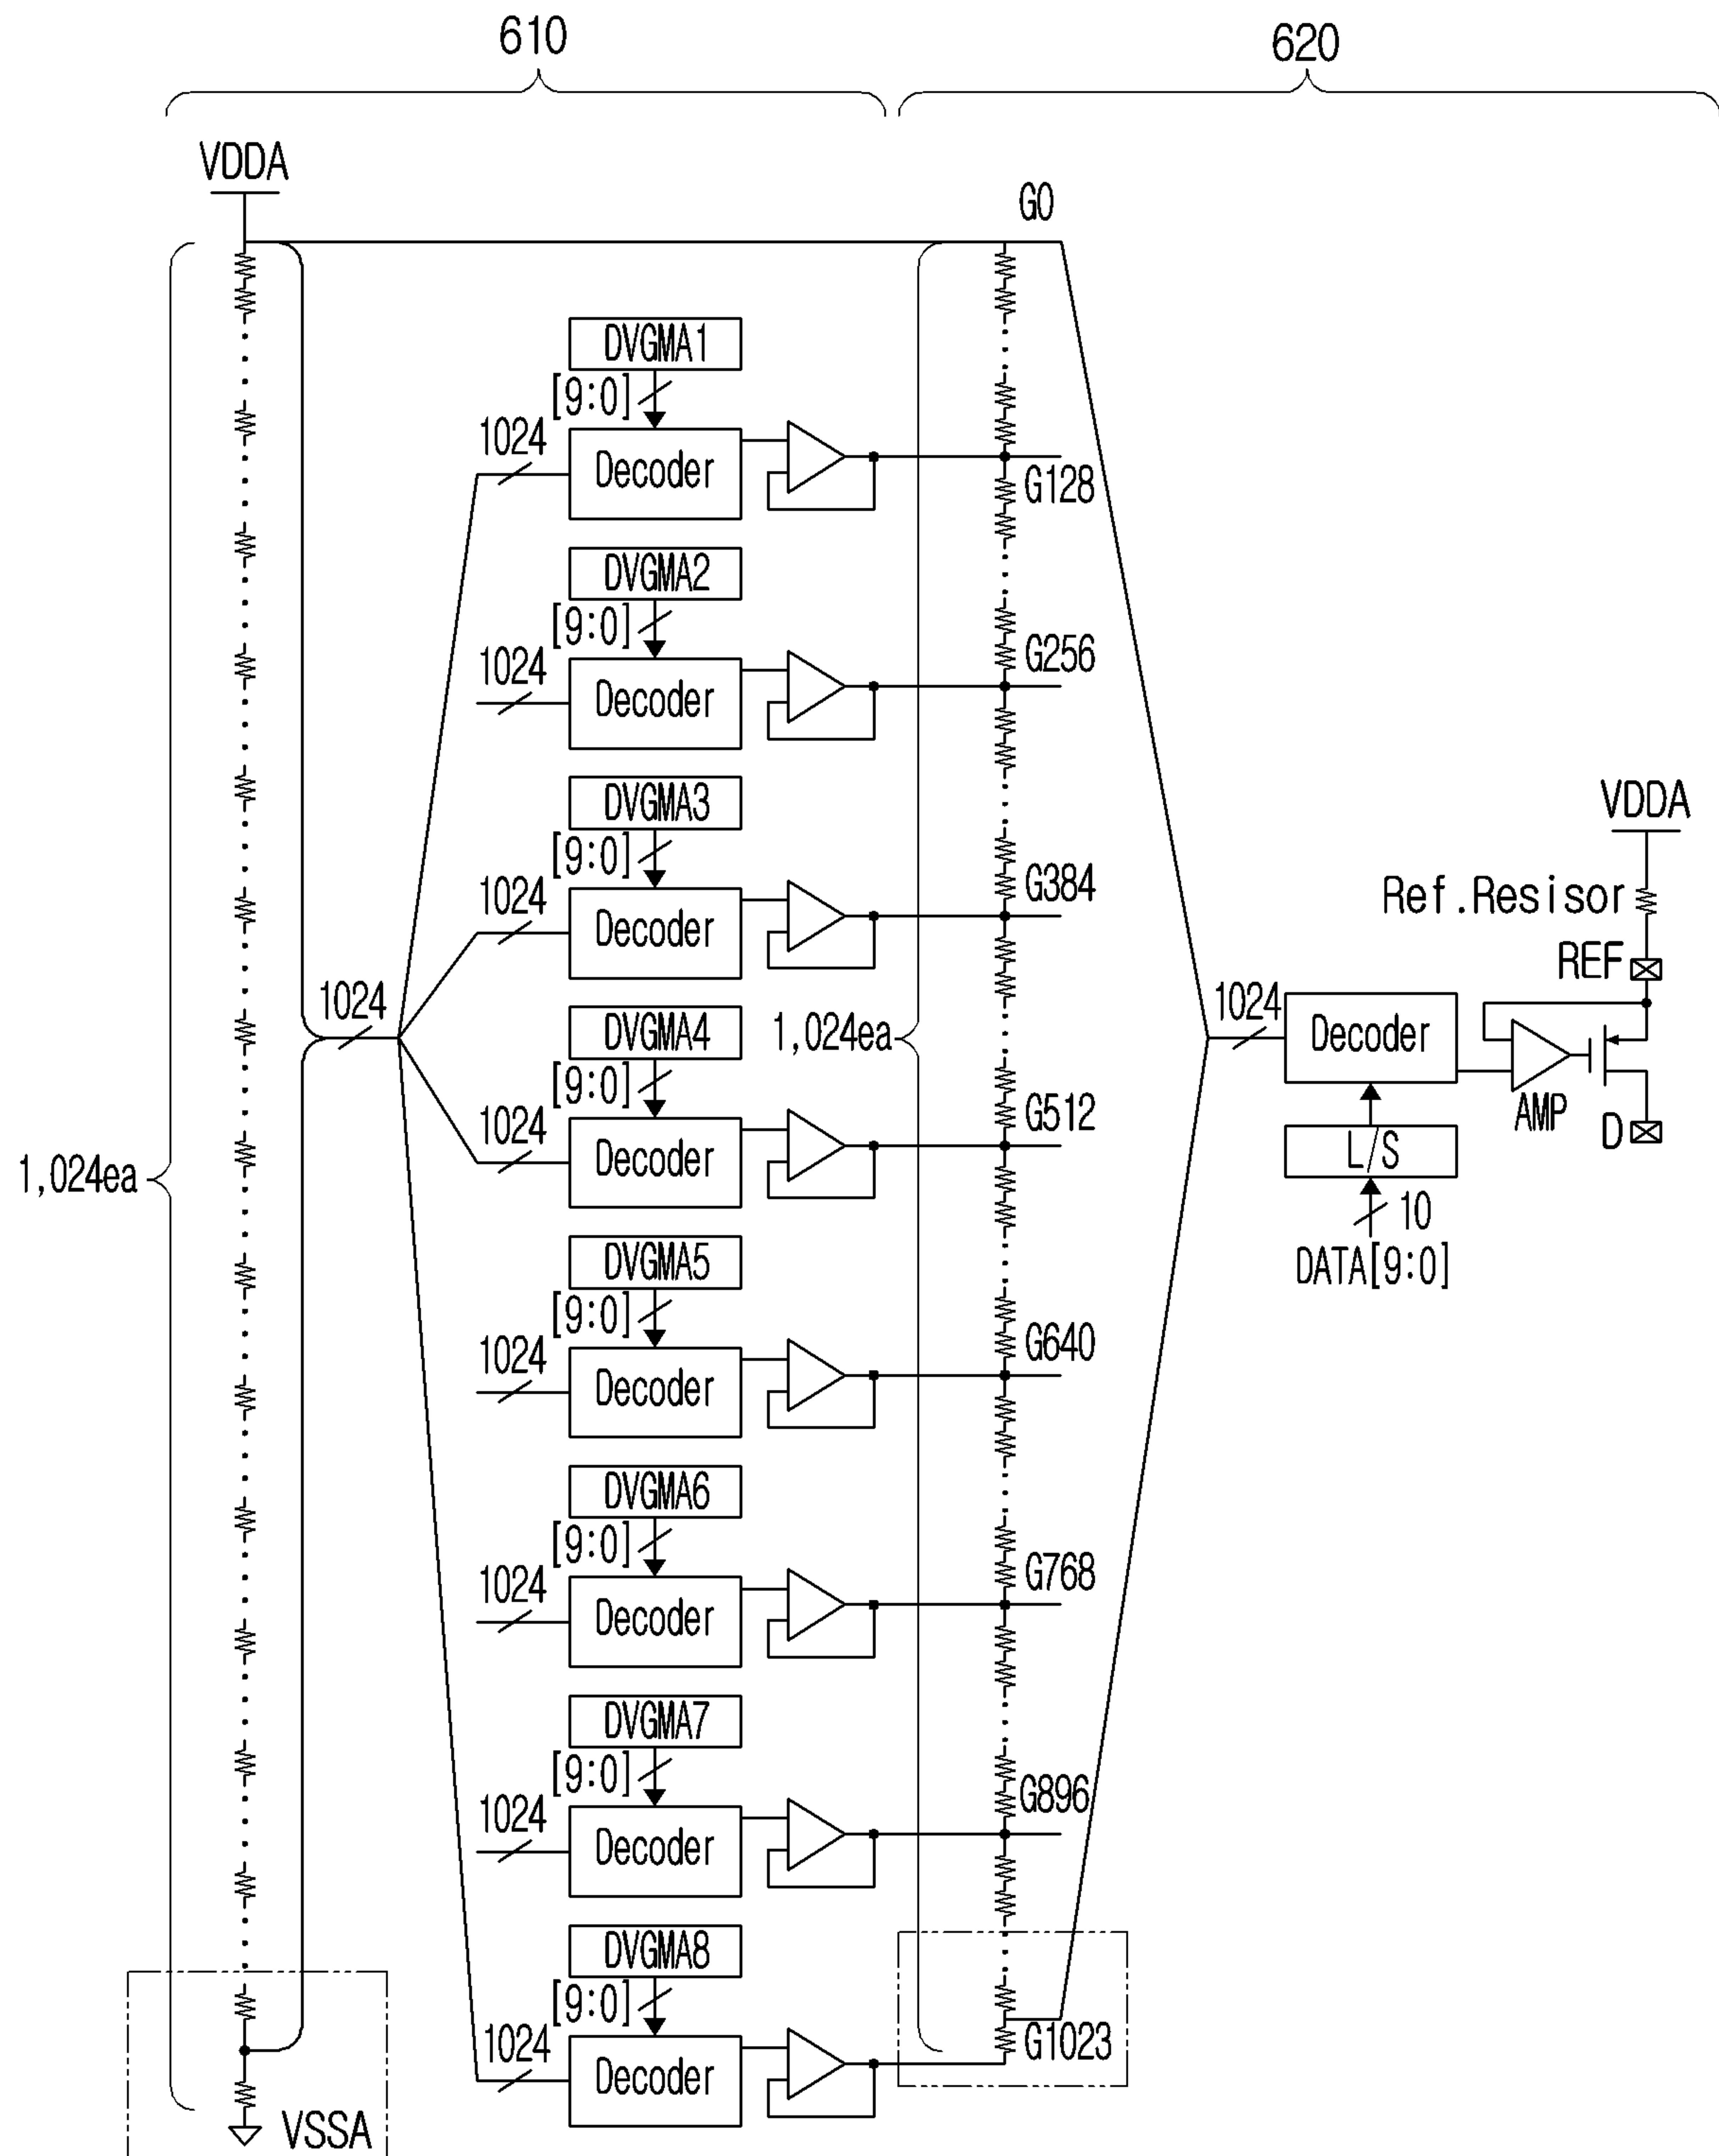 610
620
VDDA
G0
DVGMA1
[9:0]
1024
Decoder
G128
DVGMA2
[9:0]
1024
Decoder
G256
DVGMA3
[9:0]
1024
Decoder
G384
VDDA
Ref.Resisor
REF
1024
DVGMA4
[9:0]
1024
Decoder
G512
1,024ea
1024
Decoder
AMP
D
L/S
10
DATA[9:0]
1,024ea
DVGMA5
[9:0]
1024
Decoder
G640
DVGMA6
[9:0]
1024
Decoder
G768
DVGMA7
[9:0]
1024
Decoder
G896
DVGMA8
[9:0]
1024
Decoder
G1023
VSSA